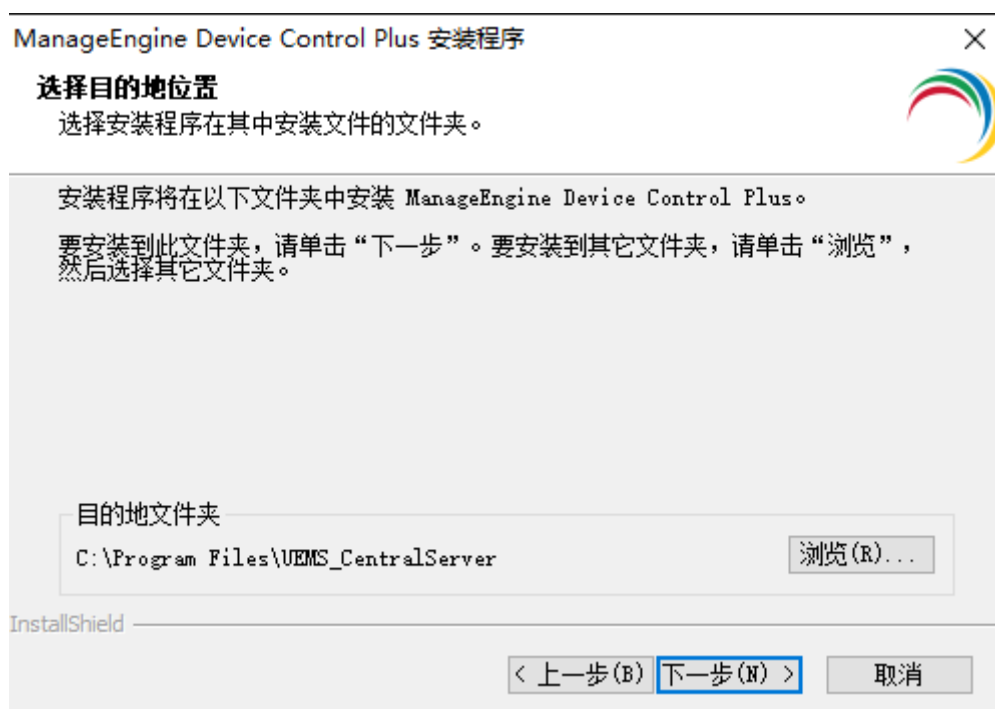 ManageEngine Device Control Plus 安装程序
选择目的地位置
选择安装程序在其中安装文件的文件夹。
安装程序将在以下文件夹中安装 ManageEngine Device Control Plus。
要安装到此文件夹，请单击“下一步”。要安装到其它文件夹，请单击“浏览”，
然后选择其它文件夹。
目的地文件夹
C:\Program Files\UEMS_CentralServer
浏览(R)...
InstallShield
< 上一步(B) 下一步(N) > 取消